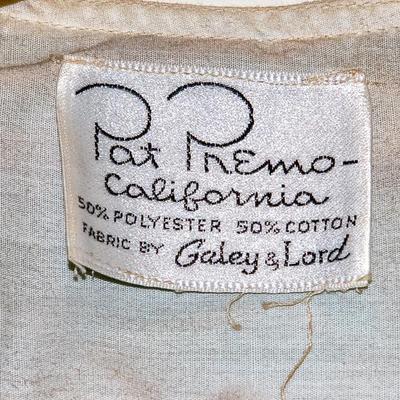 Pat Premo-
California
50% POLYESTER 50% COTTON
FABRIC BY Galey & Lord